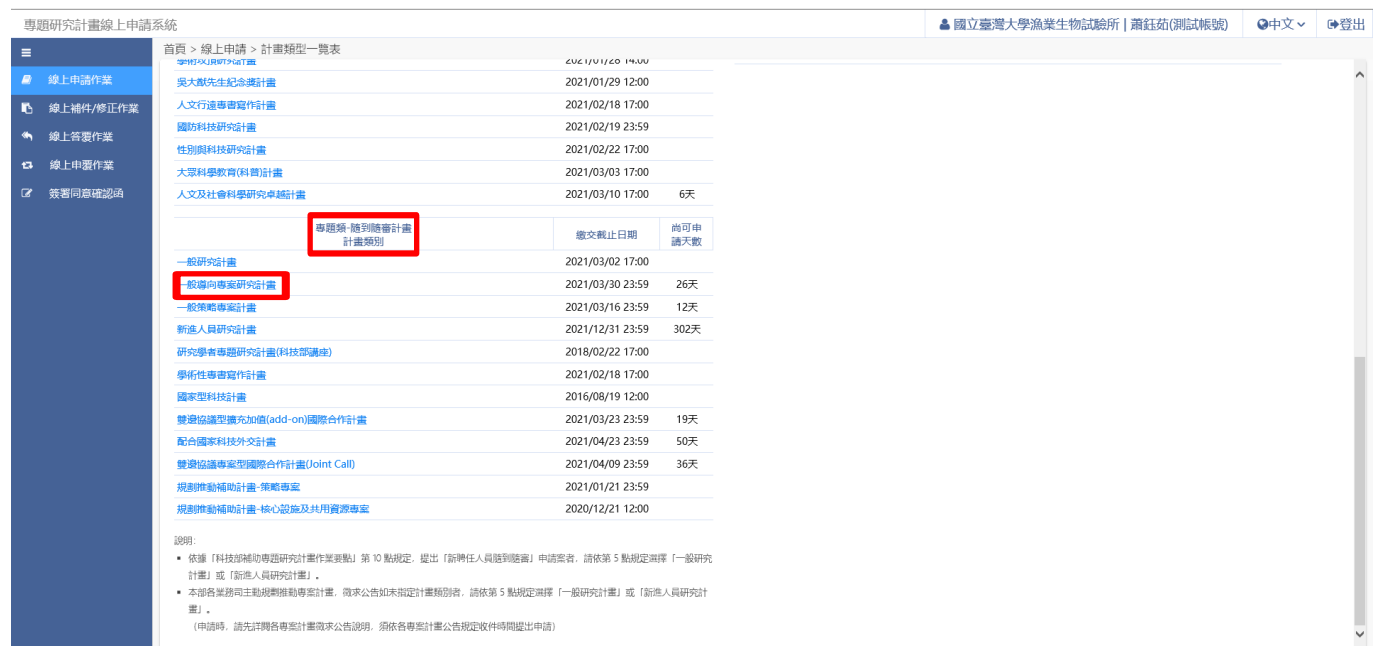 專題研究計畫線上申請系統
國立臺灣大學漁業生物試驗所 | 蕭鈺茹(測試帳號)
中文
登出
首頁 > 線上申請 > 計畫類型一覽表
線上申請作業
線上補件/修正作業
線上答覆作業
線上申覆作業
簽署同意確認函
學術攻頂研究計畫 2021/01/28 14:00
吳大猷先生紀念獎計畫 2021/01/29 12:00
人文行遠專書寫作計畫 2021/02/18 17:00
國防科技研究計畫 2021/02/19 23:59
性別與科技研究計畫 2021/02/22 17:00
大眾科學教育(科普)計畫 2021/03/03 17:00
人文及社會科學研究卓越計畫 2021/03/10 17:00 6天
專題類-隨到隨審計畫
計畫類別
繳交截止日期
尚可申
請天數
一般研究計畫 2021/03/02 17:00
一般導向專案研究計畫 2021/03/30 23:59 26天
一般策略專案計畫 2021/03/16 23:59 12天
新進人員研究計畫 2021/12/31 23:59 302天
研究學者專題研究計畫(科技部講座) 2018/02/22 17:00
學術性專書寫作計畫 2021/02/18 17:00
國家型科技計畫 2016/08/19 12:00
雙邊協議型擴充加值(add-on)國際合作計畫 2021/03/23 23:59 19天
配合國家科技外交計畫 2021/04/23 23:59 50天
雙邊協議專案型國際合作計畫(Joint Call) 2021/04/09 23:59 36天
規劃推動補助計畫-策略專案 2021/01/21 23:59
規劃推動補助計畫-核心設施及共用資源專案 2020/12/21 12:00
說明:
依據「科技部補助專題研究計畫作業要點」第 10 點規定，提出「新聘任人員隨到隨審」申請案者，請依第 5 點規定選擇「一般研究
計畫」或「新進人員研究計畫」。
本部各業務司主動規劃推動專案計畫，徵求公告如未指定計畫類別者，請依第 5 點規定選擇「一般研究計畫」或「新進人員研究計
畫」。
(申請時，請先詳閱各專案計畫徵求公告說明，須依各專案計畫公告規定收件時間提出申請)